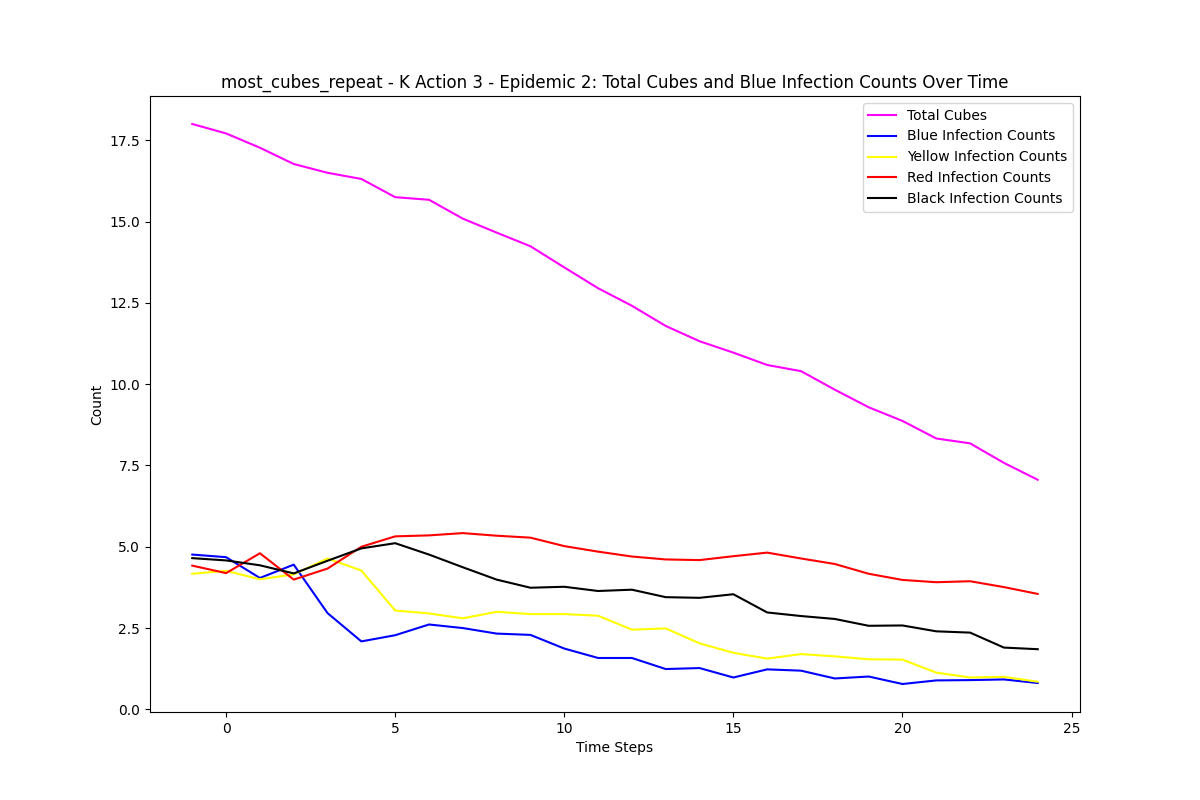 most_cubes_repeat - K Action 3 - Epidemic 2: Total Cubes and Blue Infection Counts Over Time
Total Cubes
Blue Infection Counts
Yellow Infection Counts
Red Infection Counts
Black Infection Counts
17.5
15.0
12.5
10.0
7.5
5.0
2.5
0.0
Count
0 5 10 15 20 25
Time Steps